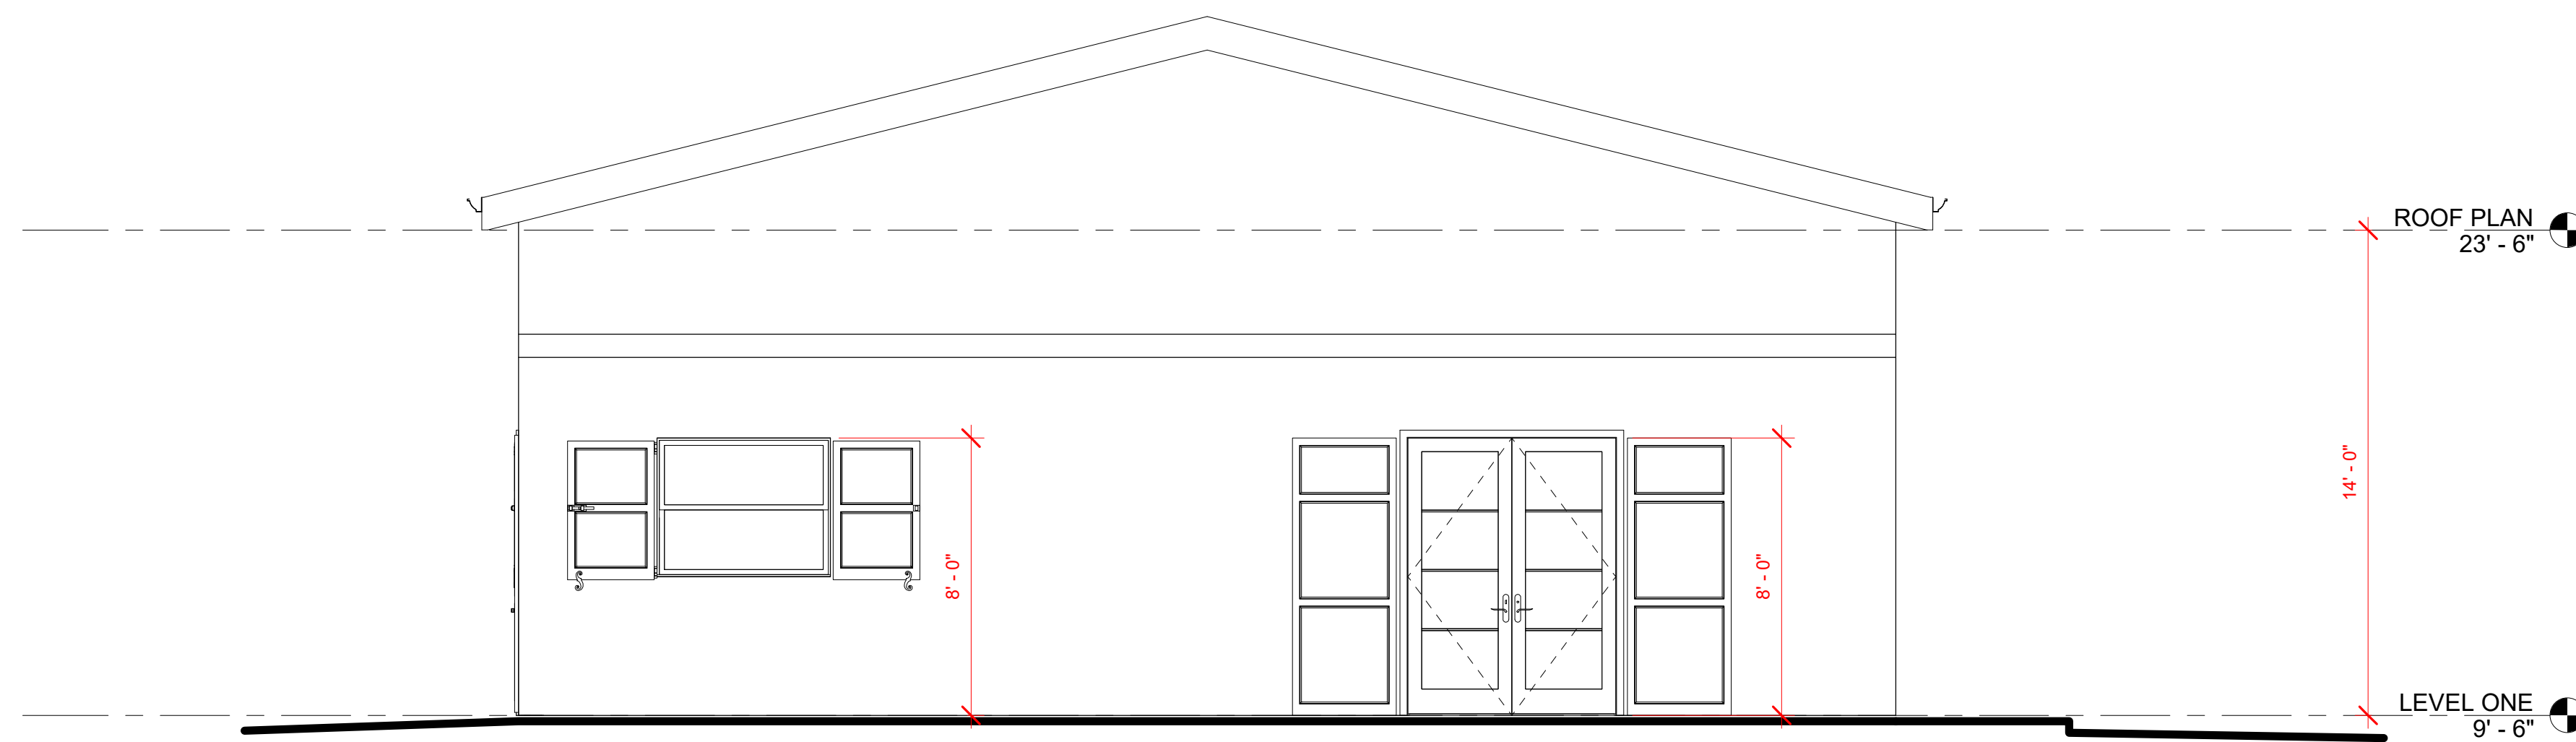 ROOF PLAN
23' - 6"
14' - 0"
8' - 0"
8' - 0"
LEVEL ONE
9' - 6"